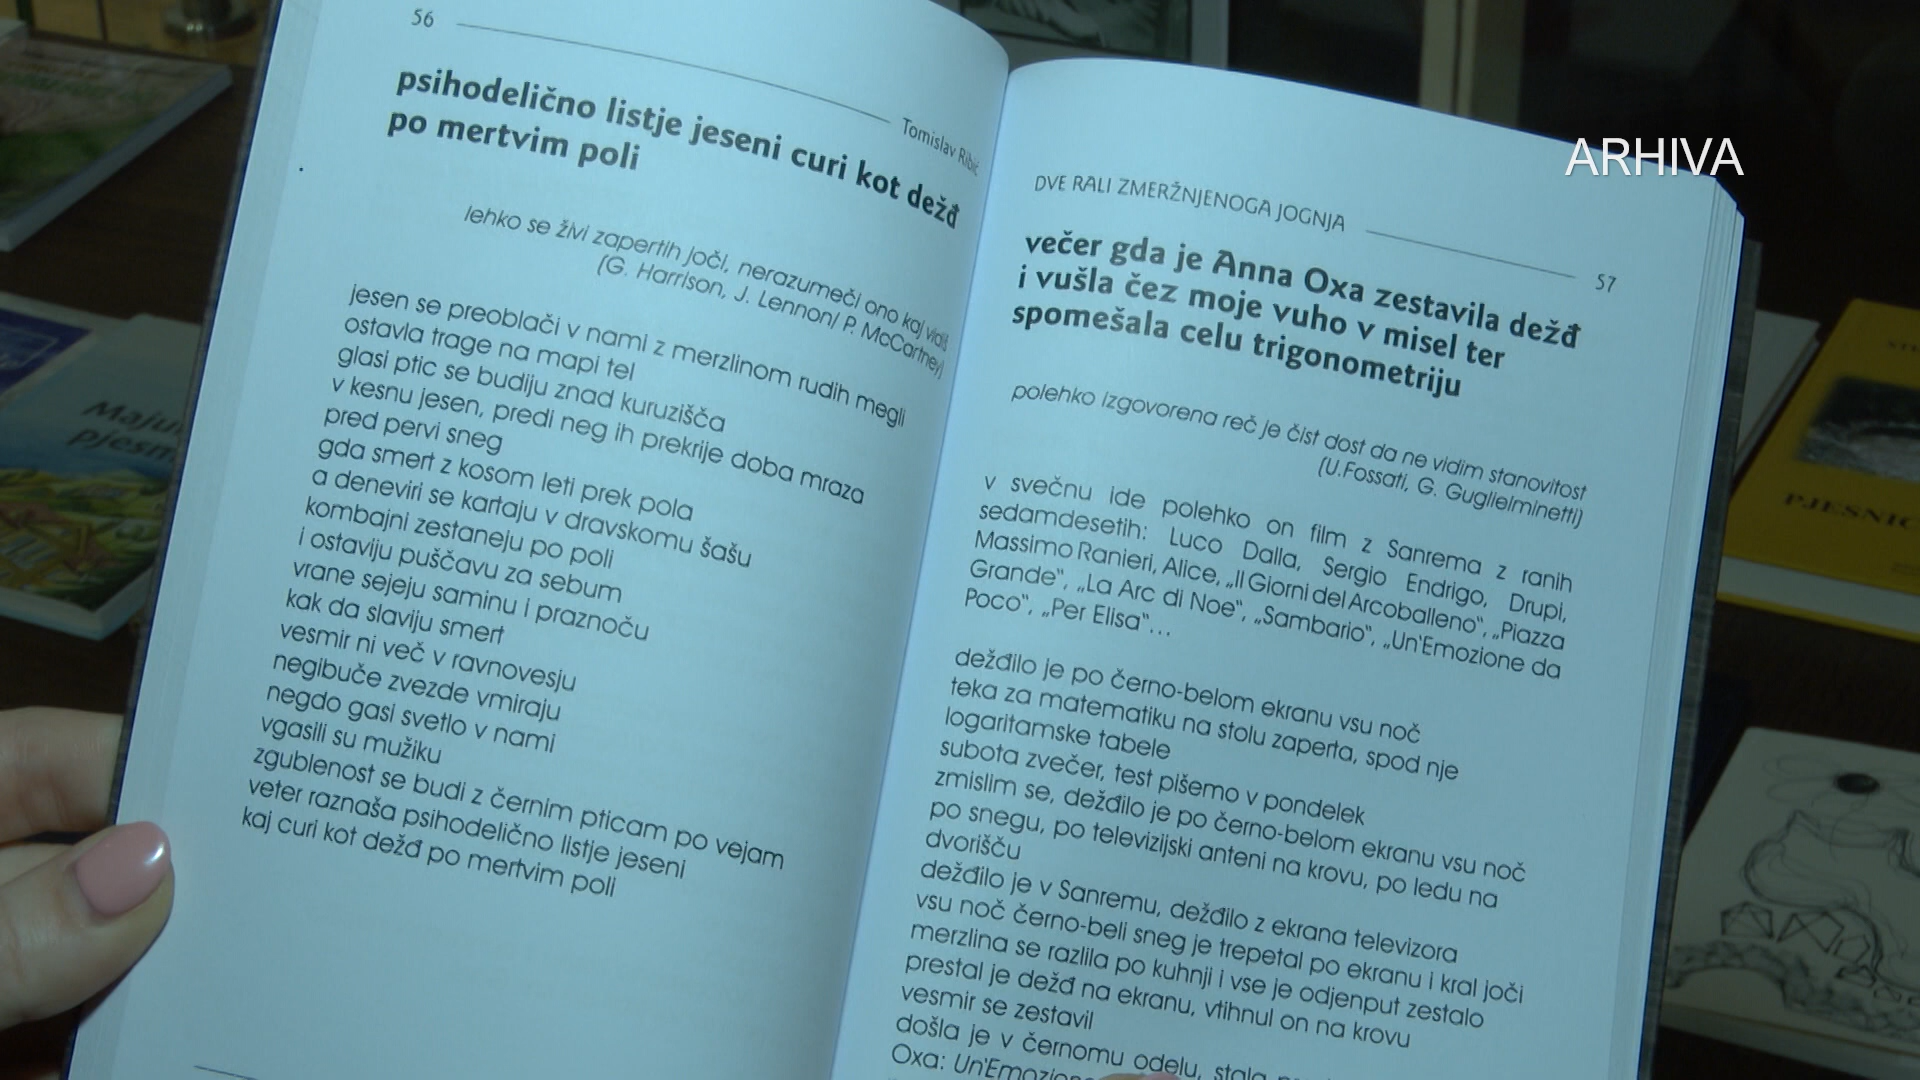 56
Tomislav Ribić
psihodelično listje jeseni curi kot dežđ
po mertvim poli
lehko se živi zapertih joči, nerazumeči ono kaj vidiš
(G. Harrison, J. Lennon/ P. McCartney)
jesen se preoblači v nami z merzlinom rudih megli
ostavla trage na mapi tel
glasi ptic se budiju znad kuruzišča
v kesnu jesen, predi neg ih prekrije doba mraza
pred pervi sneg
gda smert z kosom leti prek pola
a deneviri se kartaju v dravskomu šašu
kombajni zestaneju po poli
i ostaviju puščavu za sebum
vrane sejeju saminu i praznoču
kak da slaviju smert
vesmir ni več v ravnovesju
negibuče zvezde vmiraju
negdo gasi svetlo v nami
vgasili su mužiku
zgublenost se budi z černim pticam po vejam
veter raznaša psihodelično listje jeseni
kaj curi kot dežđ po mertvim poli
ARHIVA
DVE RALI ZMERŽNJENOGA JOGNJA
57
večer gda je Anna Oxa zestavila dežđ
i vušla čez moje vuho v misel ter
spomešala celu trigonometriju
polehko izgovorena reč je čist dost da ne vidim stanovitost
(U.Fossati, G. Guglielminetti)
v svečnu ide polehko on film z Sanrema z ranih
sedamdesetih: Luco Dalla, Sergio Endrigo, Drupi,
Massimo Ranieri, Alice, „Il Giorni del Arcoballeno“, „Piazza
Grande“, „La Arc di Noe“, „Sambario“, „Un'Emozione da
Poco“, „Per Elisa“...
dežđilo je po černo-belom ekranu vsu noč
teka za matematiku na stolu zaperta, spod nje
logaritamske tabele
subota zvečer, test pišemo v pondelek
zmislim se, dežđilo je po černo-belom ekranu vsu noč
po snegu, po televizijski anteni na krovu, po ledu na
dvorišču
dežđilo je v Sanremu, dežđilo z ekrana televizora
vsu noč černo-beli sneg je trepetal po ekranu i kral joči
merzlina se razlila po kuhnji i vse je odjenput zestalo
prestal je dežđ na ekranu, vtihnul on na krovu
vesmir se zestavil
došla je v černomu odelu, stala
Oxa: Un'Emozione
pjesm